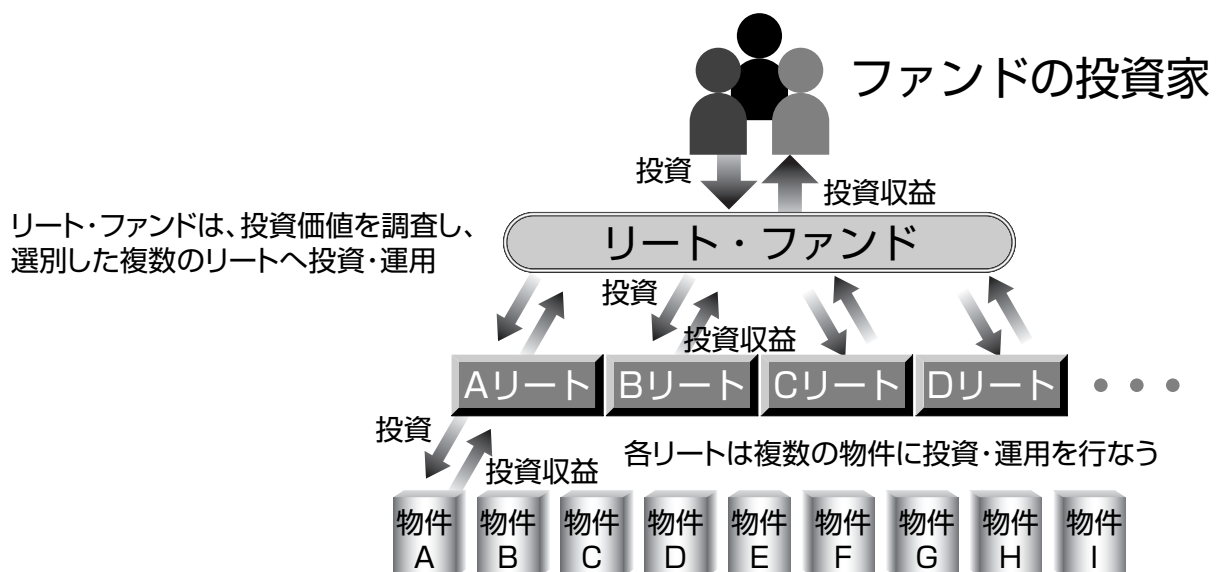 ファンドの投資家
投資
投資収益
リート・ファンドは、投資価値を調査し、
選別した複数のリートへ投資・運用
リート・ファンド
投資
投資収益
Aリート
Bリート
Cリート
Dリート
・・・
投資
投資収益
各リートは複数の物件に投資・運用を行なう
物件
A
物件
B
物件
C
物件
D
物件
E
物件
F
物件
G
物件
H
物件
I